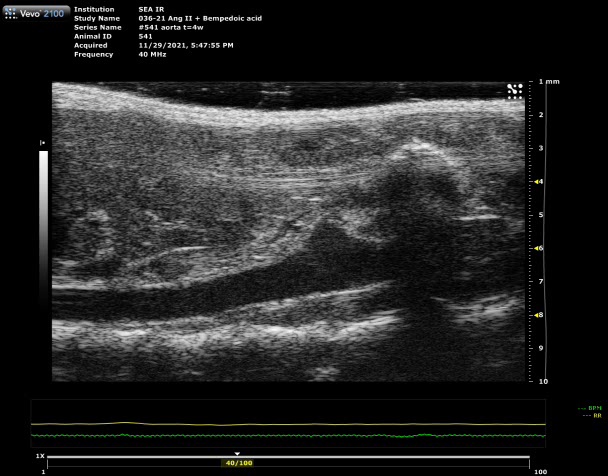 Vevo 2100
Institution SEA IR
Study Name 036-21 Ang II + Bempedoic acid
Series Name #541 aorta t=4w
Animal ID 541
Acquired 11/29/2021, 5:47:55 PM
Frequency 40 MHz
1 mm
2
3
4
5
6
7
8
9
10
BPM
RR
1X
40/100
1
100